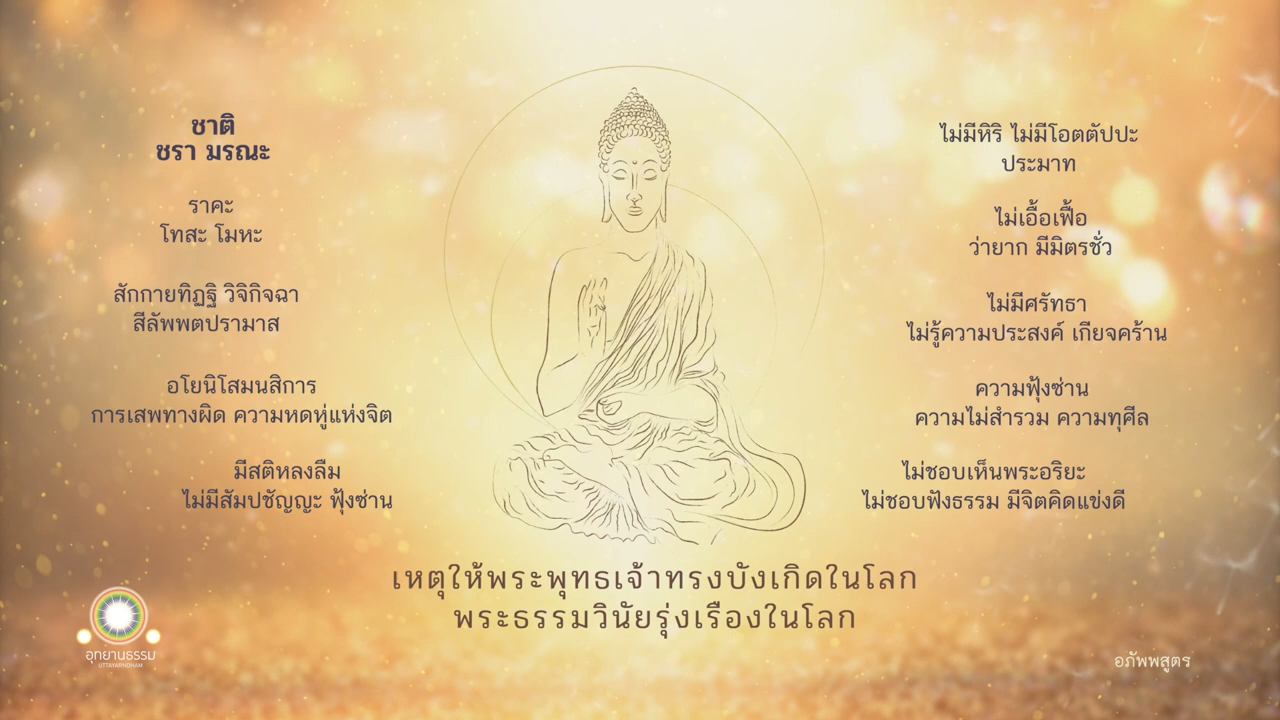 ชาติ
ชรา มรณะ
ราคะ
โทสะ โมหะ
สักกายทิฏฐิ วิจิกิจฉา
สีลัพพตปรามาส
อโยนิโสมนสิการ
การเสพทางผิด ความหดหู่แห่งจิต
มีสติหลงลืม
ไม่มีสัมปชัญญะ ฟุ้งซ่าน
ไม่มีหิริ ไม่มีโอตตัปปะ
ประมาท
ไม่เอื้อเฟื้อ
ว่ายาก มีมิตรชั่ว
ไม่มีศรัทธา
ไม่รู้ความประสงค์ เกียจคร้าน
ความฟุ้งซ่าน
ความไม่สำรวม ความทุศีล
ไม่ชอบเห็นพระอริยะ
ไม่ชอบฟังธรรม มีจิตคิดแข่งดี
เหตุให้พระพุทธเจ้าทรงบังเกิดในโลก
พระธรรมวินัยรุ่งเรืองในโลก
อุทยานธรรม
UTTAYARNDHAM
อภัพพสูตร